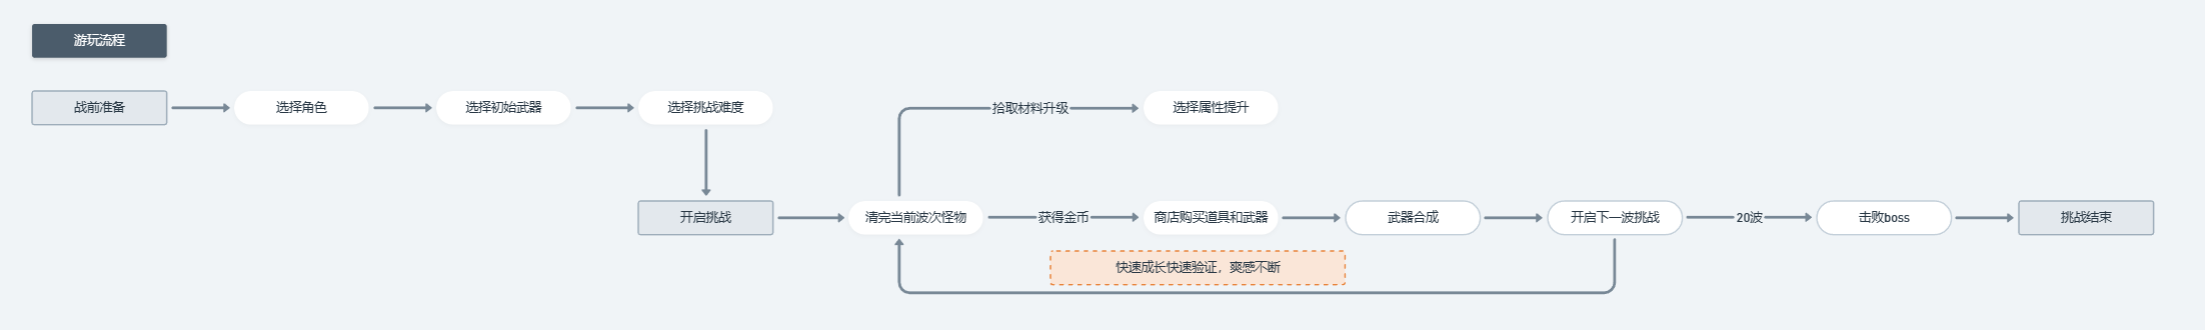 游玩流程
战前准备
选择角色
选择初始武器
选择挑战难度
拾取材料升级
选择属性提升
开启挑战
清完当前波次怪物
获得金币
商店购买道具和武器
武器合成
开启下一波挑战
20波
击败boss
挑战结束
快速成长快速验证，爽感不断